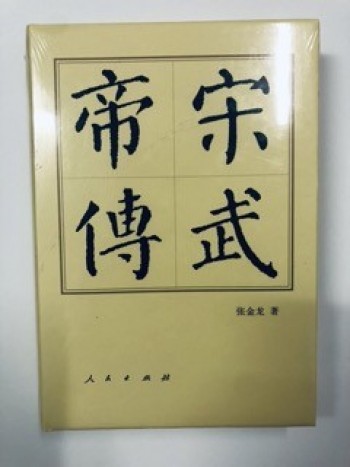 宋武
帝傳
张金龙 著
人民出版社